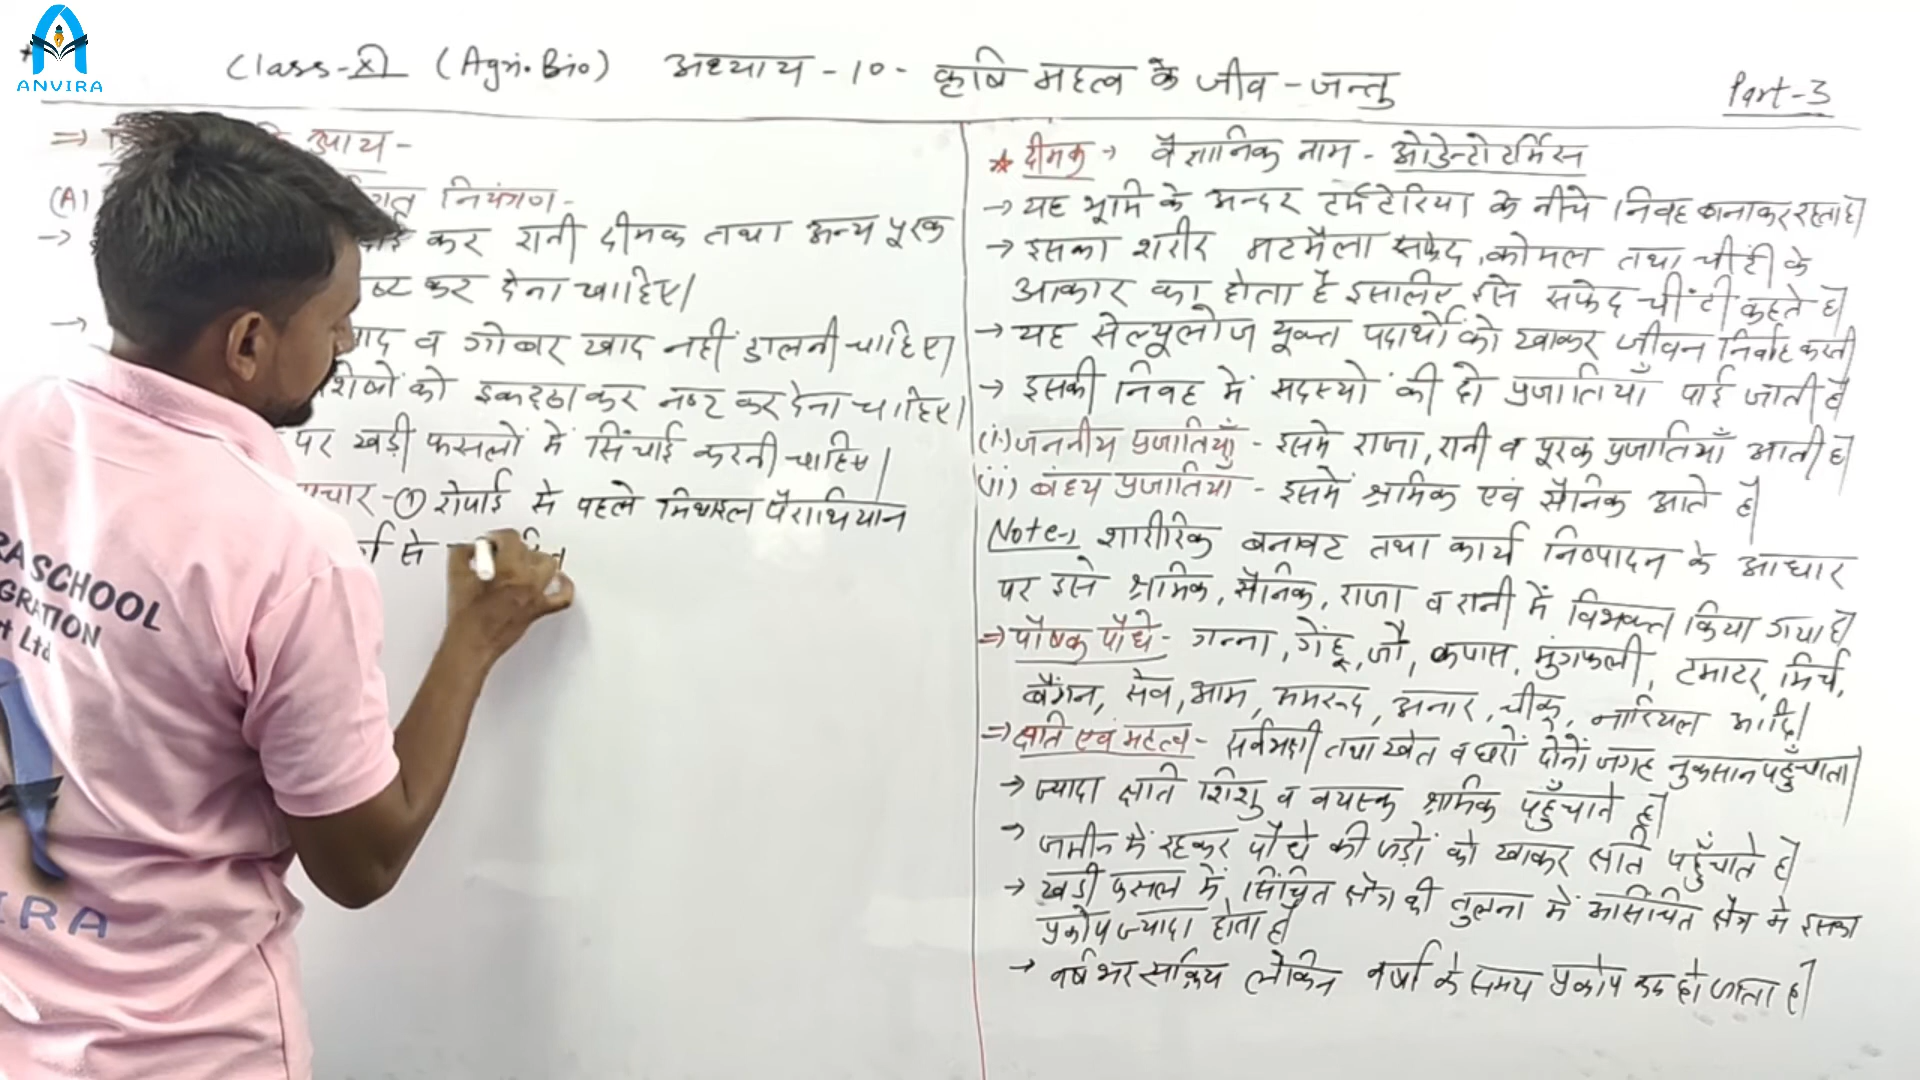 ANVIRA
Class-XI (Agri. Bio) अध्याय - 10 - कृषि महत्व के जीव - जन्तु
Part-3
उपाय -
(A) नियंत्रण -
→ कर रानी दीमक तथा अन्य पूरक
कर देना चाहिए।
→ व गोबर खाद नहीं डालनी चाहिए।
को इकट्ठा कर नष्ट कर देना चाहिए।
पर खड़ी फसलों में सिंचाई करनी चाहिए।
① रोपाई से पहले मिथाइल पैराथियान
से
RA SCHOOL
GRATION
t Ltd
IRA
★ दीमक → वैज्ञानिक नाम - ओडेन्टोटर्मिस
→ यह भूमि के अन्दर टर्मेटेरिया के नीचे निवह बनाकर रहता है
→ इसका शरीर मटमैला सफेद, कोमल तथा चींटी के
आकार का होता है इसलिए इसे सफेद चींटी कहते है
→ यह सेल्यूलोज युक्त पदार्थों को खाकर जीवन निर्वाह करती
→ इसकी निवह में सदस्यों की दो प्रजातियाँ पाई जाती है
(i) जननीय प्रजातियाँ - इसमें राजा, रानी व पूरक प्रजातियाँ आती है
(ii) बंध्य प्रजातियाँ - इसमें श्रमिक एवं सैनिक आते है
Note→ शारीरिक बनावट तथा कार्य निष्पादन के आधार
पर इसे श्रमिक, सैनिक, राजा व रानी में विभक्त किया गया है
⇒ पौषक पौधे - गन्ना, गेंहू, जौ, कपास, मुंगफली, टमाटर, मिर्च,
बैंगन, सेव, आम, अमरूद, अनार, चीकू, नारियल आदि।
⇒ क्षति एवं महत्व - सर्वभक्षी तथा खेत व घरों दोनों जगह नुकसान पहुँचाता
→ ज्यादा क्षति शिशु व वयस्क श्रमिक पहुँचाते है
→ जमीन में रहकर पौधे की जड़ों को खाकर क्षति पहुँचाते है
→ खड़ी फसल में सिंचित क्षेत्र की तुलना में असिंचित क्षेत्र में इसका
प्रकोप ज्यादा होता है
→ वर्षभर सक्रिय लेकिन वर्षा के समय प्रकोप कम हो जाता है